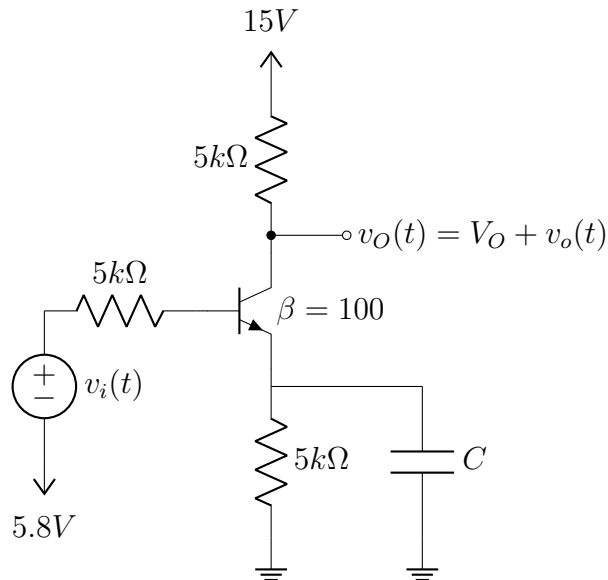 15V
5kΩ
v_O(t) = V_O + v_o(t)
5kΩ
β = 100
+
−
v_i(t)
5kΩ
C
5.8V